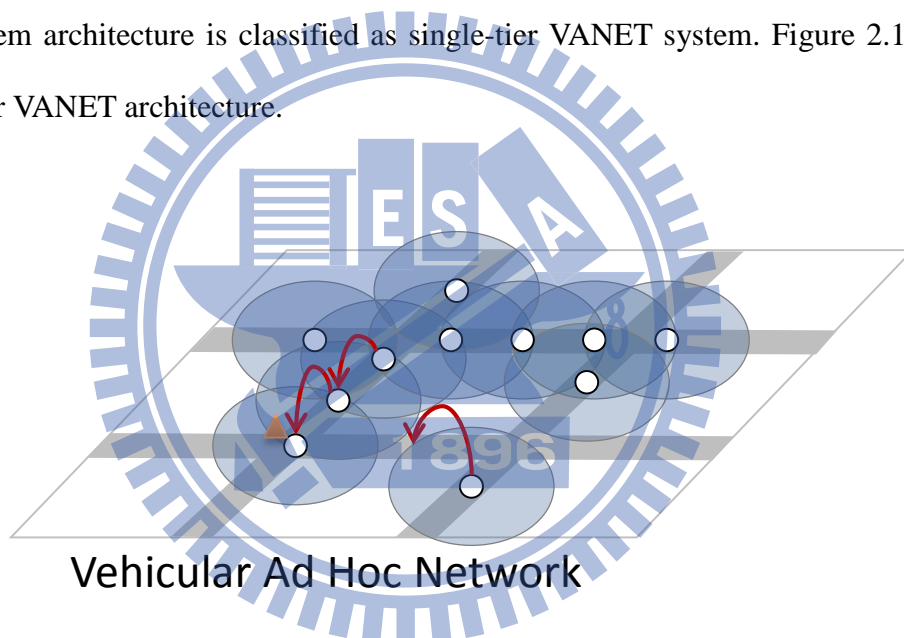 em architecture is classified as single-tier VANET system. Figure 2.1
r VANET architecture.
E S A
8
1896
Vehicular Ad Hoc Network